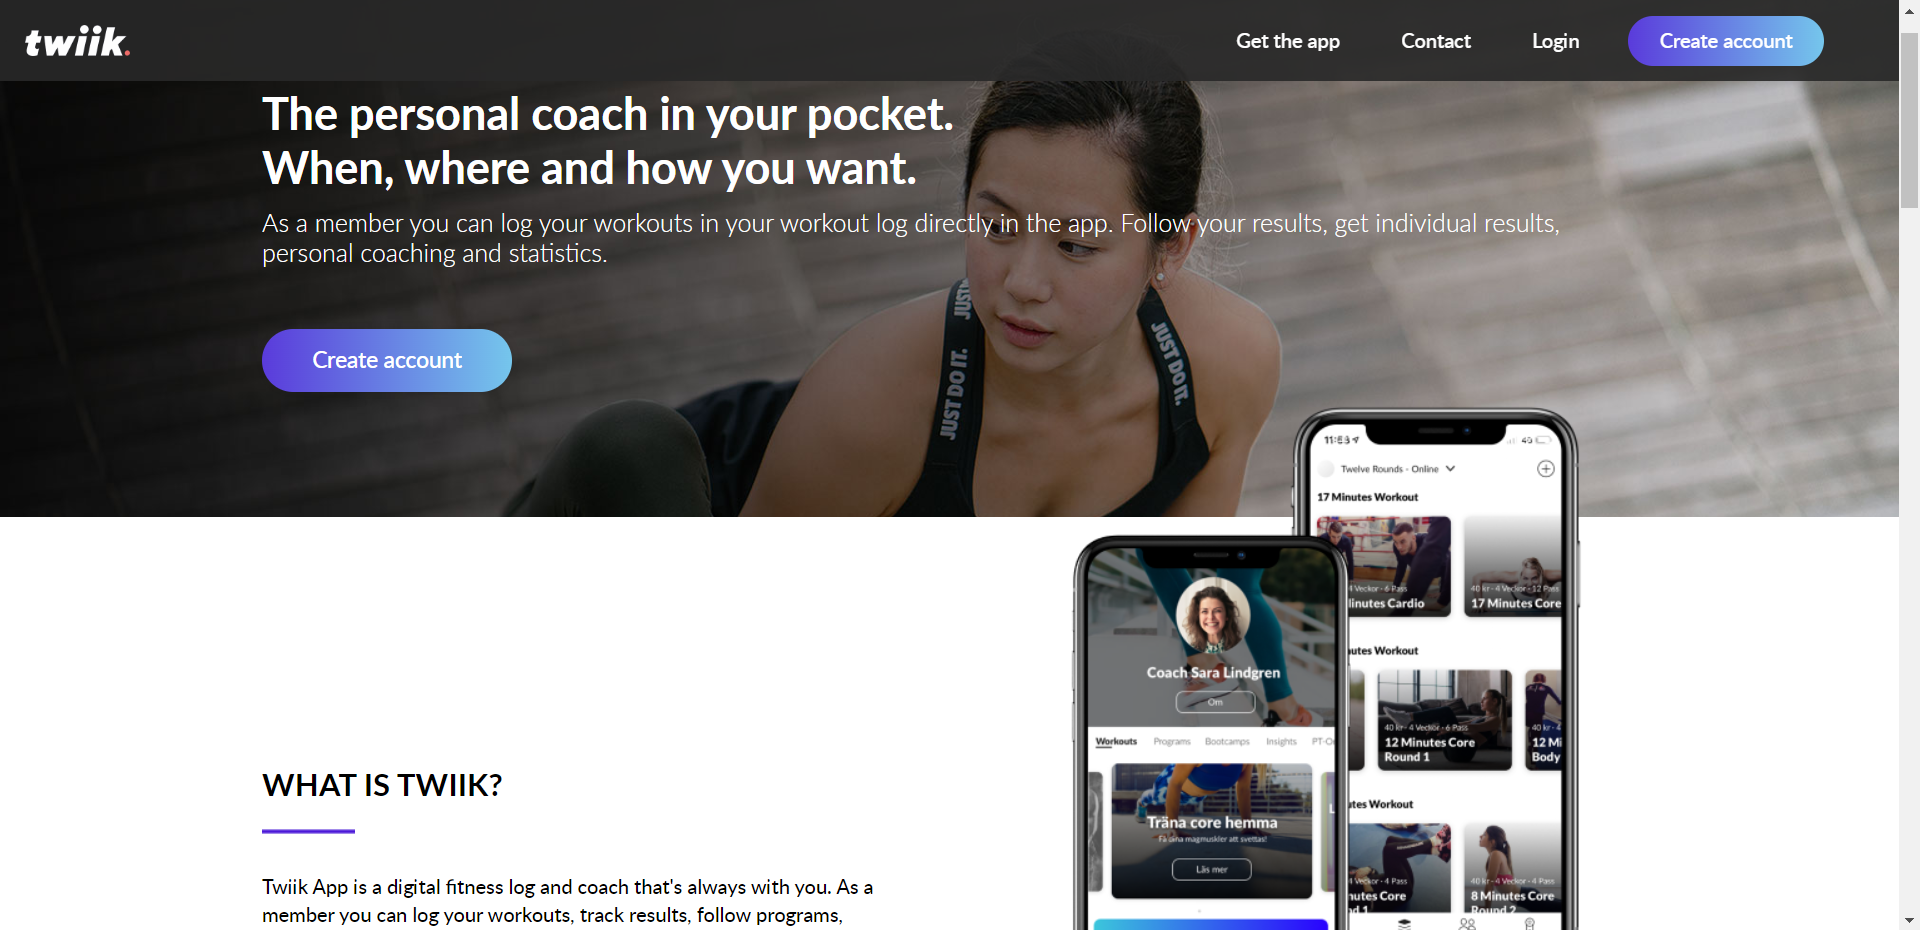 twiik.
Get the app
Contact
Login
Create account
The personal coach in your pocket.
When, where and how you want.
As a member you can log your workouts in your workout log directly in the app. Follow your results, get individual results,
personal coaching and statistics.
Create account
JUST
JUST DO IT.
JUST DO IT.
WHAT IS TWIIK?
Twiik App is a digital fitness log and coach that's always with you. As a
member you can log your workouts, track results, follow programs,
Coach Sara Lindgren
Om
Workouts
Programs
Bootcamps
Insights
Träna core hemma
Få dina magmuskler att svettas!
Läs mer
4G
Twelve Rounds - Online
17 Minutes Workout
4 Veckor - 6 Pass
Minutes Cardio
40 kr - 4 Veckor - 12 Pass
17 Minutes Core
utes Workout
40 kr - 4 Veckor - 6 Pass
12 Minutes Core
Round 1
40 kr - 4
12 Mi
Body
utes Workout
4 Veckor - 4 Pass
nutes Core
d 1
40 kr - 4 Veckor - 4 Pass
8 Minutes Core
Round 2